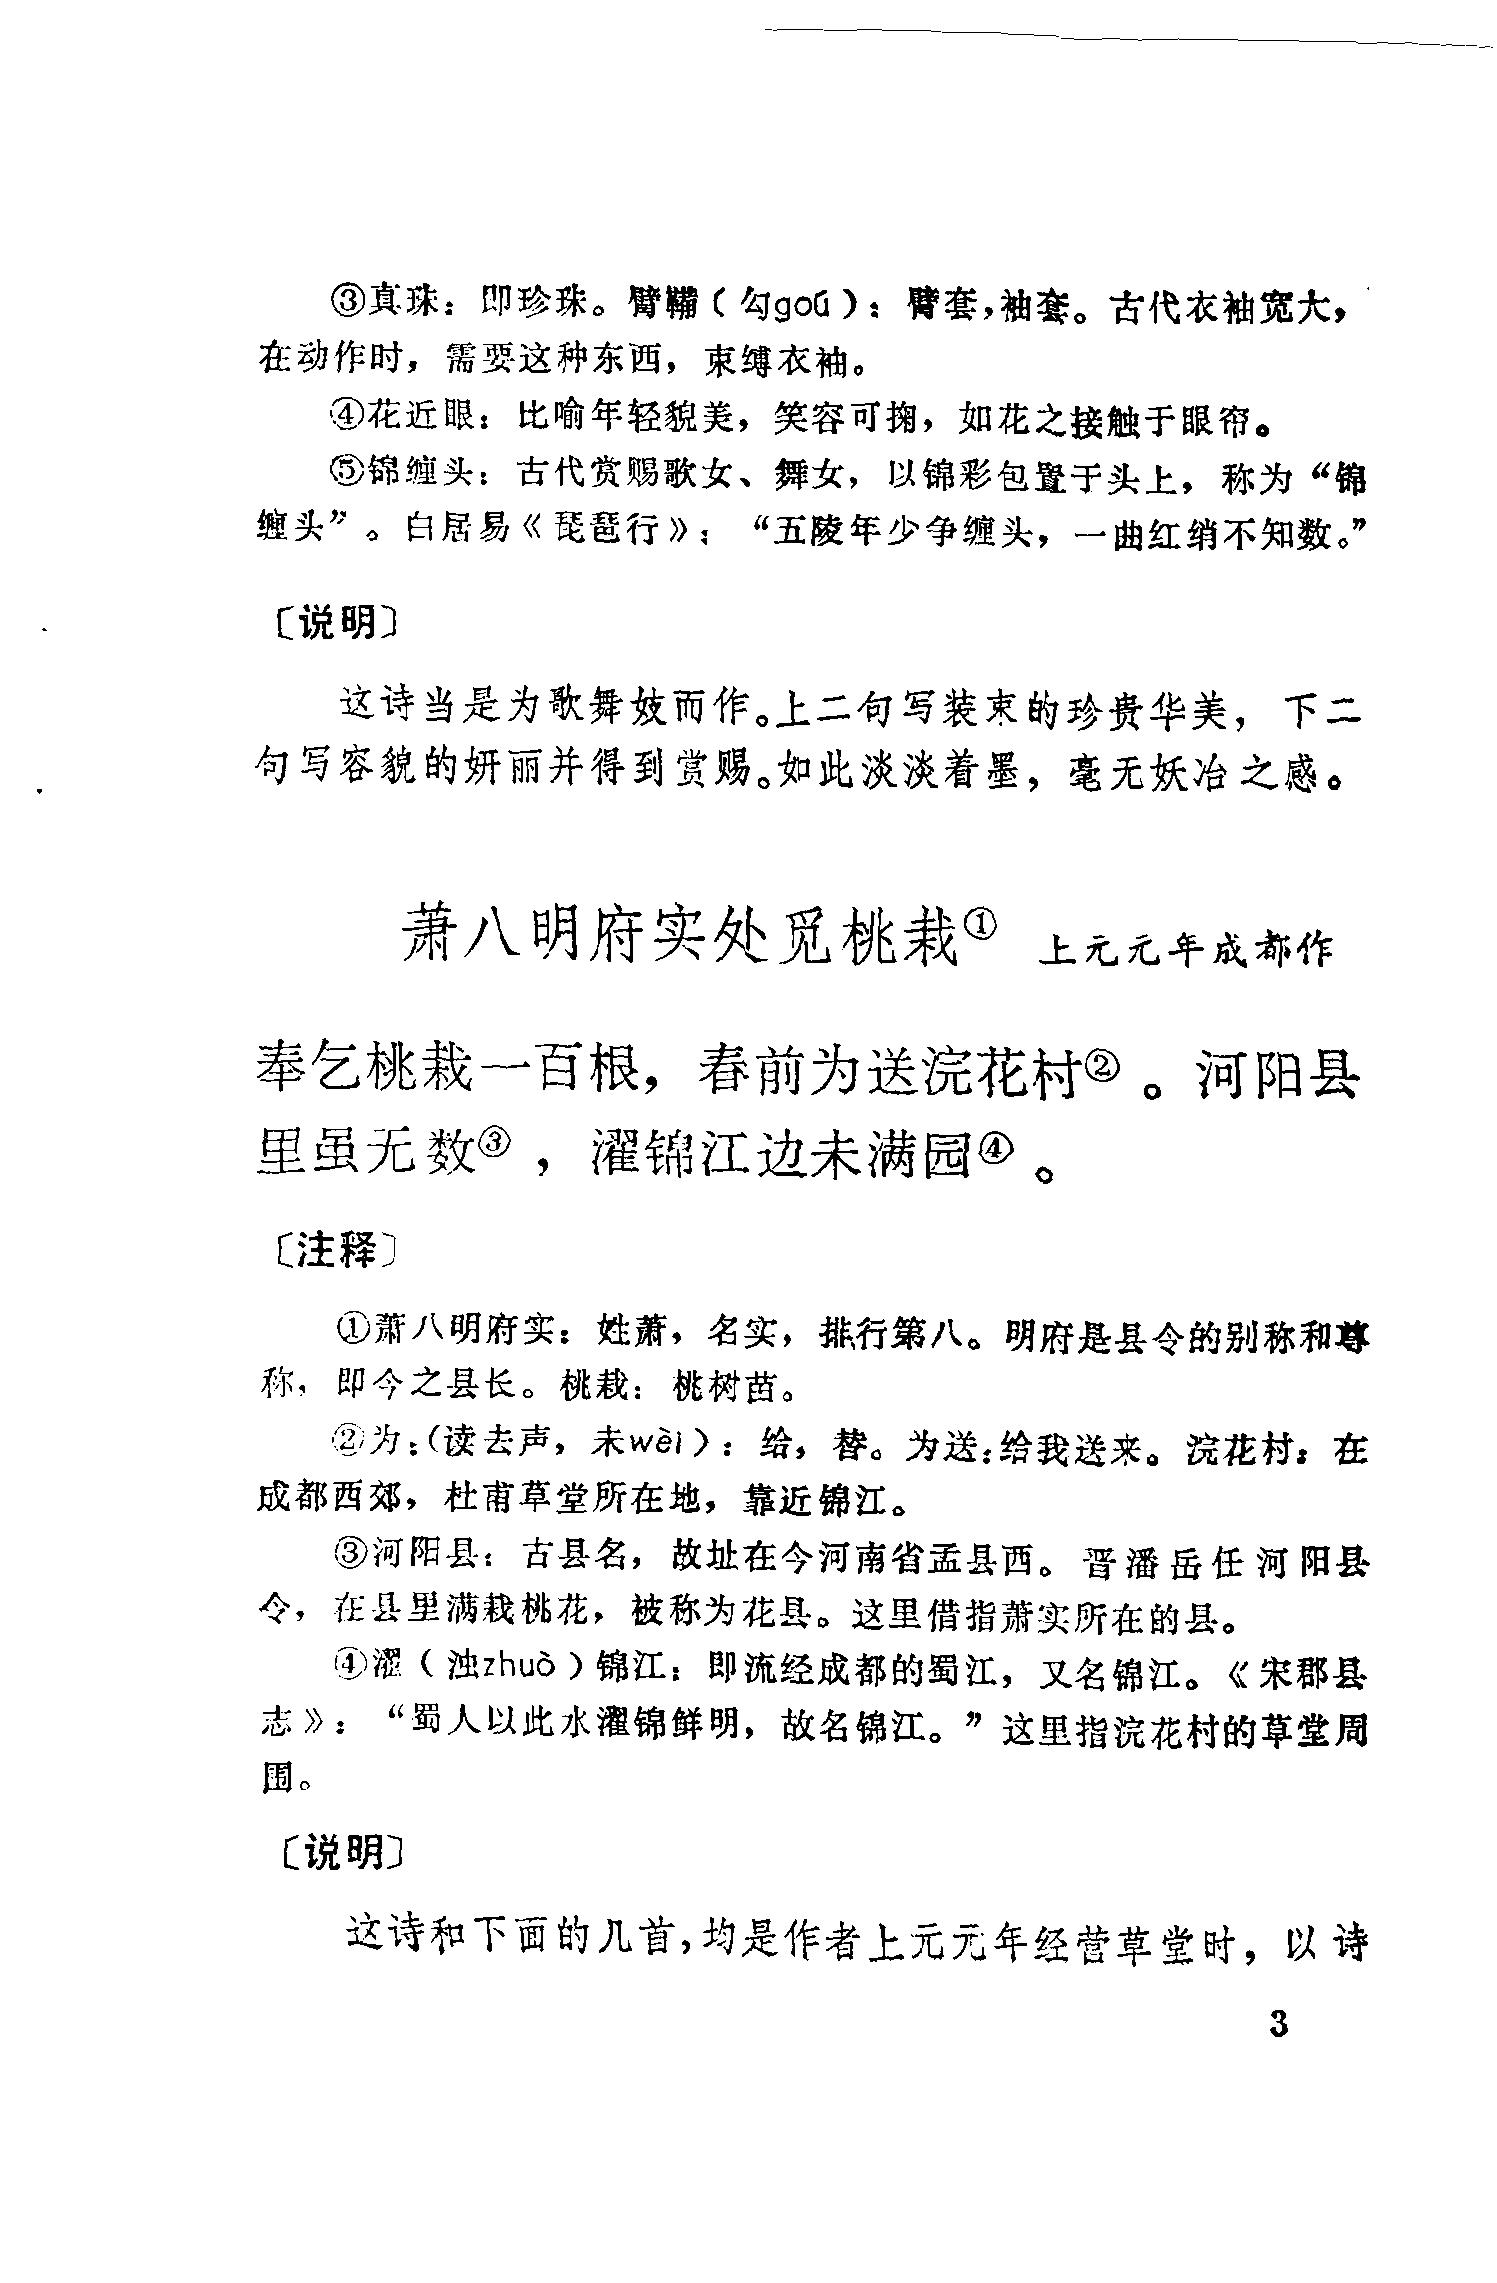 ③真珠：即珍珠。臂韝（勾goū）：臂套，袖套。古代衣袖宽大，
在动作时，需要这种东西，束缚衣袖。
④花近眼：比喻年轻貌美，笑容可掬，如花之接触于眼帘。
⑤锦缠头：古代赏赐歌女、舞女，以锦彩包置于头上，称为“锦
缠头”。白居易《琵琶行》：“五陵年少争缠头，一曲红绡不知数。”
〔说明〕
这诗当是为歌舞妓而作。上二句写装束的珍贵华美，下二
句写容貌的妍丽并得到赏赐。如此淡淡着墨，毫无妖冶之感。
萧八明府实处觅桃栽① 上元元年成都作
奉乞桃栽一百根，春前为送浣花村②。河阳县
里虽无数③，濯锦江边未满园④。
〔注释〕
①萧八明府实：姓萧，名实，排行第八。明府是县令的别称和尊
称，即今之县长。桃栽：桃树苗。
②为：（读去声，未wèi）：给，替。为送：给我送来。浣花村：在
成都西郊，杜甫草堂所在地，靠近锦江。
③河阳县：古县名，故址在今河南省孟县西。晋潘岳任河阳县
令，在县里满栽桃花，被称为花县。这里借指萧实所在的县。
④濯（浊zhuò）锦江：即流经成都的蜀江，又名锦江。《宋郡县
志》：“蜀人以此水濯锦鲜明，故名锦江。”这里指浣花村的草堂周
围。
〔说明〕
这诗和下面的几首，均是作者上元元年经营草堂时，以诗
3